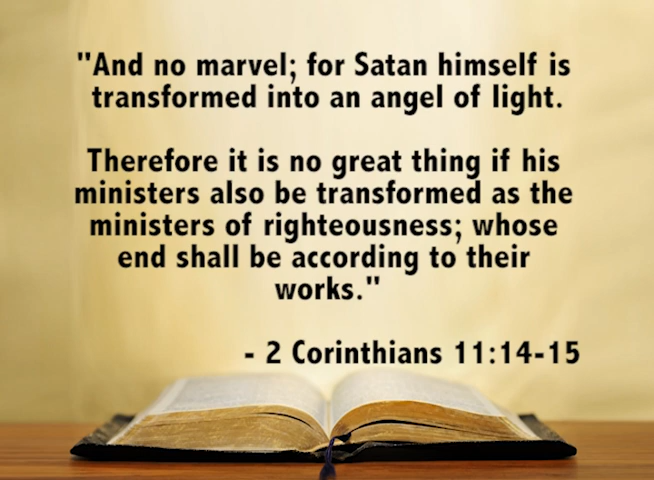 "And no marvel; for Satan himself is
transformed into an angel of light.
Therefore it is no great thing if his
ministers also be transformed as the
ministers of righteousness; whose
end shall be according to their
works."
- 2 Corinthians 11:14-15